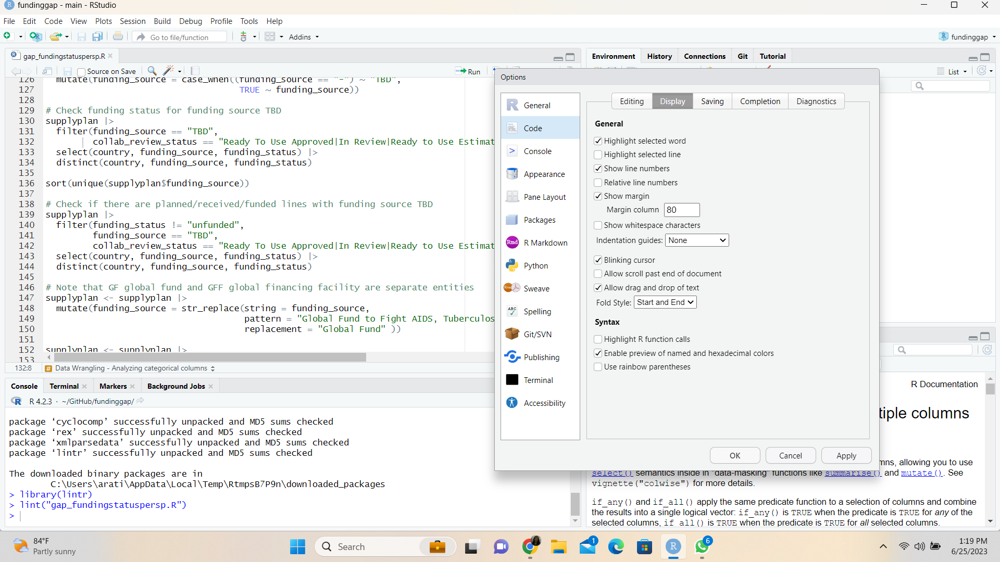 fundinggap - main - RStudio
File Edit Code View Plots Session Build Debug Profile Tools Help
Go to file/function
Addins
fundinggap
gap_fundingstatuspersp.R
Source on Save
Run
126 mutate(funding_source = case_when((funding_source == "-") ~ "TBD",
127 TRUE ~ funding_source))
128
129 # Check funding status for funding source TBD
130 supplyplan |>
131 filter(funding_source == "TBD",
132 collab_review_status == "Ready To Use Approved|In Review|Ready to Use Estimat
133 select(country, funding_source, funding_status) |>
134 distinct(country, funding_source, funding_status)
135
136 sort(unique(supplyplan$funding_source))
137
138 # Check if there are planned/received/funded lines with funding source TBD
139 supplyplan |>
140 filter(funding_status != "unfunded",
141 funding_source == "TBD",
142 collab_review_status == "Ready To Use Approved|In Review|Ready to Use Estimat
143 select(country, funding_source, funding_status) |>
144 distinct(country, funding_source, funding_status)
145
146 # Note that GF global fund and GFF global financing facility are separate entities
147 supplyplan <- supplyplan |>
148 mutate(funding_source = str_replace(string = funding_source,
149 pattern = "Global Fund to Fight AIDS, Tuberculos
150 replacement = "Global Fund" ))
151
152 supplyplan <- supplyplan |>
153
132:8 # Data Wrangling - Analyzing categorical columns
Console Terminal Markers Background Jobs
R 4.2.3 · ~/GitHub/fundinggap/
package ‘cyclocomp’ successfully unpacked and MD5 sums checked
package ‘rex’ successfully unpacked and MD5 sums checked
package ‘xmlparsedata’ successfully unpacked and MD5 sums checked
package ‘lintr’ successfully unpacked and MD5 sums checked
The downloaded binary packages are in
C:\Users\arati\AppData\Local\Temp\RtmpsB7P9n\downloaded_packages
> library(lintr)
> lint("gap_fundingstatuspersp.R")
>
Environment History Connections Git Tutorial
List
Options
General
Code
Console
Appearance
Pane Layout
Packages
Rmd R Markdown
Python
Rnw Sweave
ABC Spelling
Git/SVN
Publishing
Terminal
Accessibility
Editing Display Saving Completion Diagnostics
General
Highlight selected word
Highlight selected line
Show line numbers
Relative line numbers
Show margin
Margin column 80
Show whitespace characters
Indentation guides: None
Blinking cursor
Allow scroll past end of document
Allow drag and drop of text
Fold Style: Start and End
Syntax
Highlight R function calls
Enable preview of named and hexadecimal colors
Use rainbow parentheses
OK Cancel Apply
R Documentation
tiple columns
mns, allowing you to use
select() semantics inside in "data-masking" functions like summarise() and mutate(). See
vignette("colwise") for more details.
if_any() and if_all() apply the same predicate function to a selection of columns and combine
the results into a single logical vector: if_any() is TRUE when the predicate is TRUE for any of the
selected columns, if_all() is TRUE when the predicate is TRUE for all selected columns.
84°F
Partly sunny
Search
1
6
1:19 PM
6/25/2023